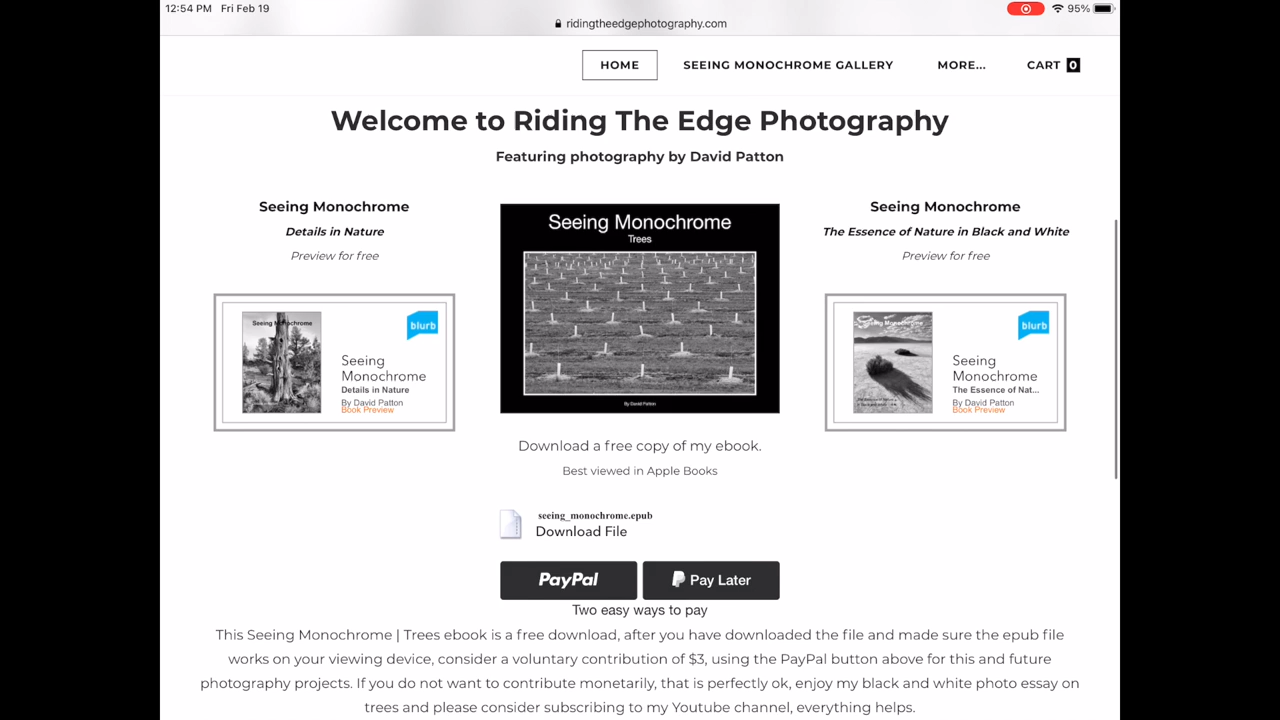 12:54 PM Fri Feb 19
95%
ridingtheedgephotography.com
HOME
SEEING MONOCHROME GALLERY
MORE...
CART 0
Welcome to Riding The Edge Photography
Featuring photography by David Patton
Seeing Monochrome
Details in Nature
Preview for free
Seeing Monochrome
blurb
Seeing
Monochrome
Details in Nature
By David Patton
Book Preview
Seeing Monochrome
Trees
By David Patton
Download a free copy of my ebook.
Best viewed in Apple Books
seeing_monochrome.epub
Download File
PayPal
Pay Later
Two easy ways to pay
Seeing Monochrome
The Essence of Nature in Black and White
Preview for free
Seeing Monochrome
blurb
Seeing
Monochrome
The Essence of Nat...
By David Patton
Book Preview
This Seeing Monochrome | Trees ebook is a free download, after you have downloaded the file and made sure the epub file
works on your viewing device, consider a voluntary contribution of $3, using the PayPal button above for this and future
photography projects. If you do not want to contribute monetarily, that is perfectly ok, enjoy my black and white photo essay on
trees and please consider subscribing to my Youtube channel, everything helps.